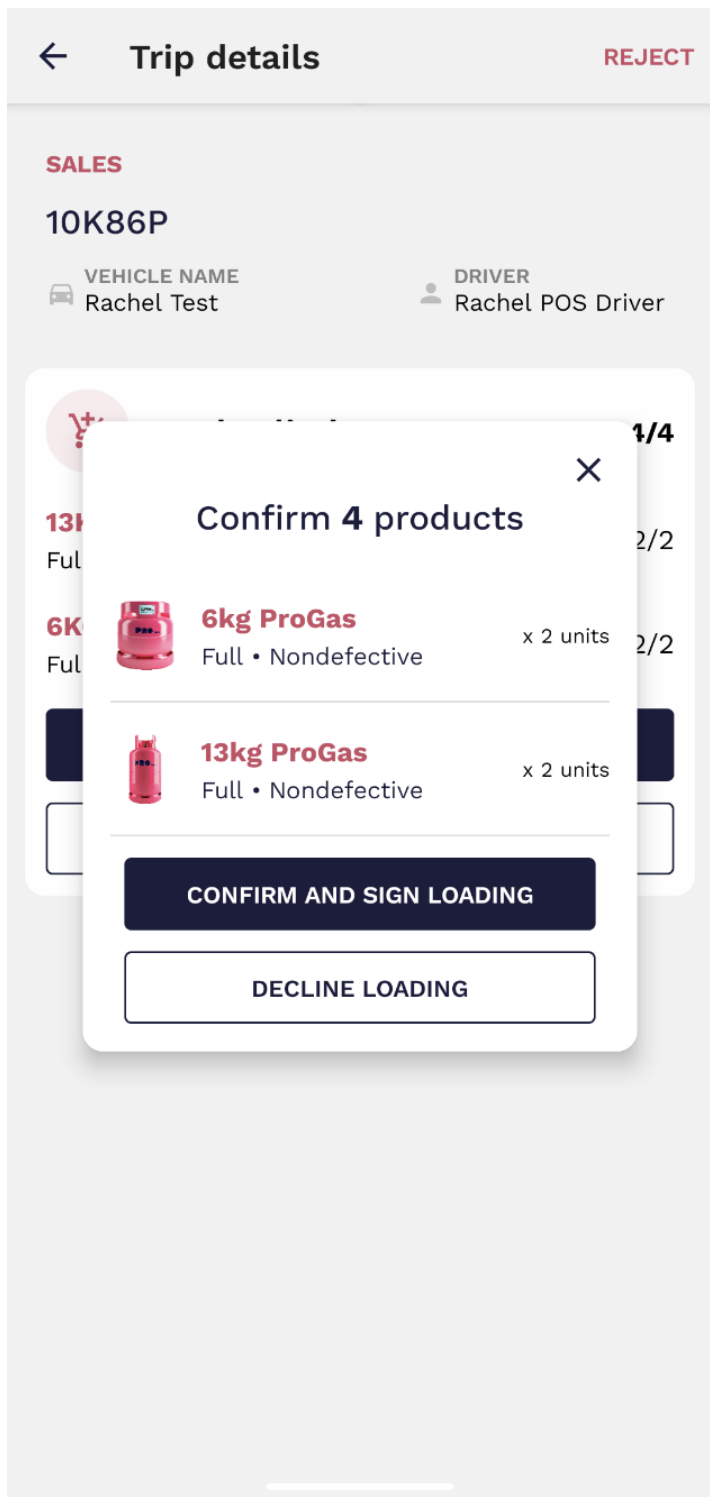 Trip details
REJECT
SALES
10K86P
VEHICLE NAME
Rachel Test
DRIVER
Rachel POS Driver
4/4
Confirm 4 products
13K
2/2
Ful
6kg ProGas
x 2 units
Full • Nondefective
6K
2/2
Ful
13kg ProGas
x 2 units
Full • Nondefective
CONFIRM AND SIGN LOADING
DECLINE LOADING